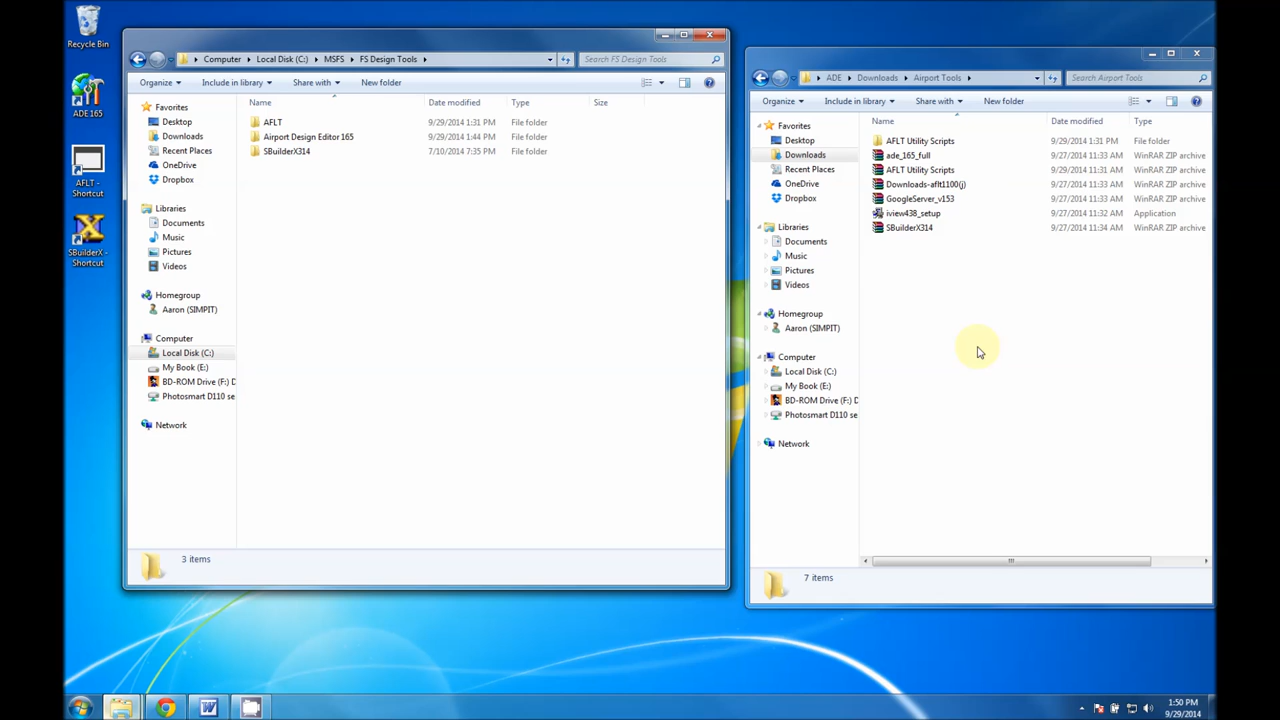 Recycle Bin
ADE165
AFLT - Shortcut
SBuilderX - Shortcut
Computer Local Disk (C:) MSFS FS Design Tools
Search FS Design Tools
Organize Include in library Share with New folder
Favorites
Desktop
Downloads
Recent Places
OneDrive
Dropbox
Libraries
Documents
Music
Pictures
Videos
Homegroup
Aaron (SIMPIT)
Computer
Local Disk (C:)
My Book (E:)
BD-ROM Drive (F:) D
Photosmart D110 se
Network
Name Date modified Type Size
AFLT 9/29/2014 1:31 PM File folder
Airport Design Editor 165 9/29/2014 1:44 PM File folder
SBuilderX314 7/10/2014 7:35 PM File folder
3 items
ADE Downloads Airport Tools
Search Airport Tools
Organize Include in library Share with New folder
Favorites
Desktop
Downloads
Recent Places
OneDrive
Dropbox
Libraries
Documents
Music
Pictures
Videos
Homegroup
Aaron (SIMPIT)
Computer
Local Disk (C:)
My Book (E:)
BD-ROM Drive (F:) D
Photosmart D110 se
Network
Name Date modified Type
AFLT Utility Scripts 9/29/2014 1:31 PM File folder
ade_165_full 9/27/2014 11:33 AM WinRAR ZIP archive
AFLT Utility Scripts 9/27/2014 11:31 AM WinRAR ZIP archive
Downloads-aflt1100(j) 9/27/2014 11:33 AM WinRAR ZIP archive
GoogleServer_v153 9/27/2014 11:33 AM WinRAR ZIP archive
iview438_setup 9/27/2014 11:32 AM Application
SBuilderX314 9/27/2014 11:34 AM WinRAR ZIP archive
7 items
1:50 PM
9/29/2014